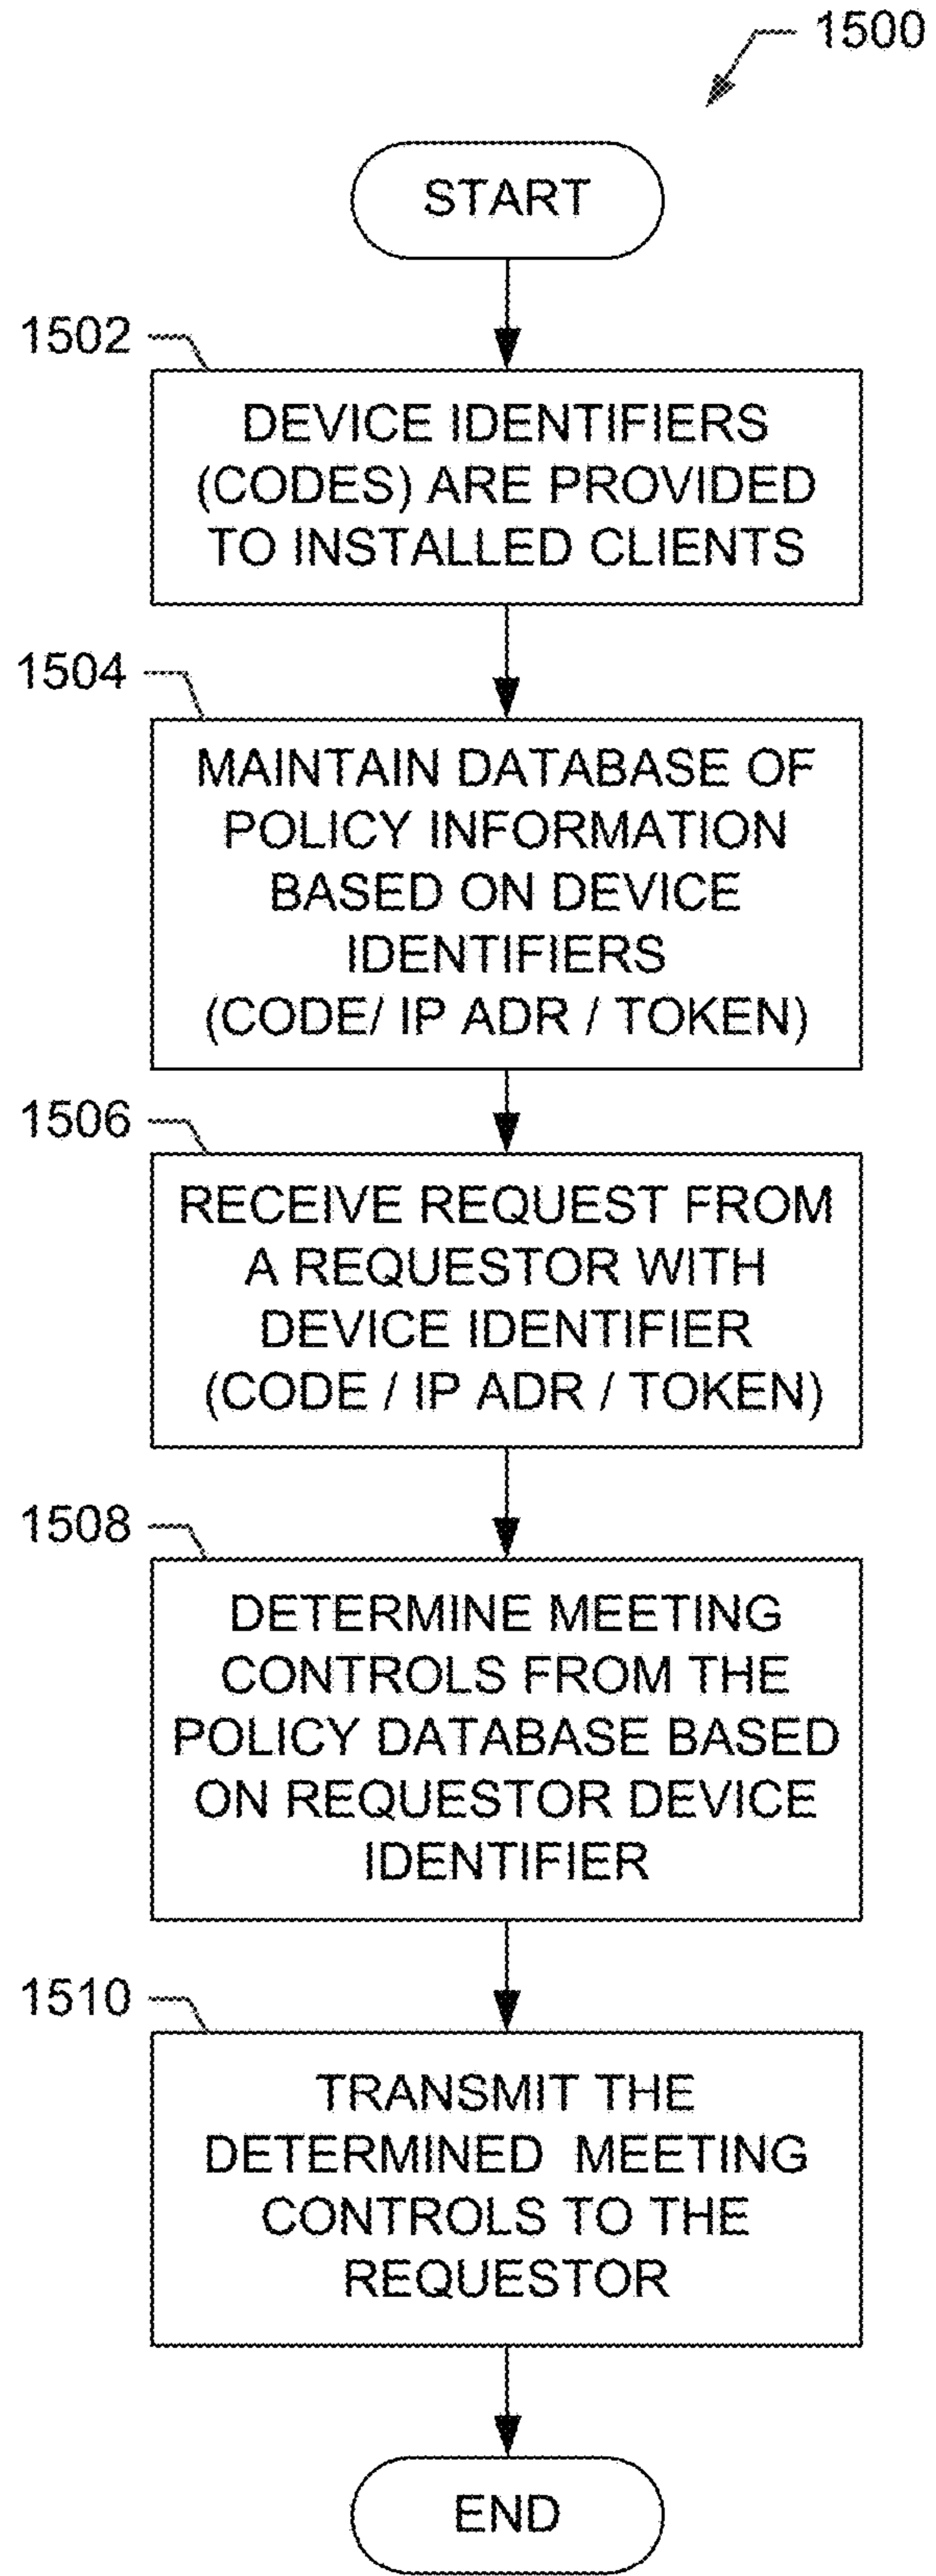 1500
START
1502
DEVICE IDENTIFIERS
(CODES) ARE PROVIDED
TO INSTALLED CLIENTS
1504
MAINTAIN DATABASE OF
POLICY INFORMATION
BASED ON DEVICE
IDENTIFIERS
(CODE/ IP ADR / TOKEN)
1506
RECEIVE REQUEST FROM
A REQUESTOR WITH
DEVICE IDENTIFIER
(CODE / IP ADR / TOKEN)
1508
DETERMINE MEETING
CONTROLS FROM THE
POLICY DATABASE BASED
ON REQUESTOR DEVICE
IDENTIFIER
1510
TRANSMIT THE
DETERMINED MEETING
CONTROLS TO THE
REQUESTOR
END